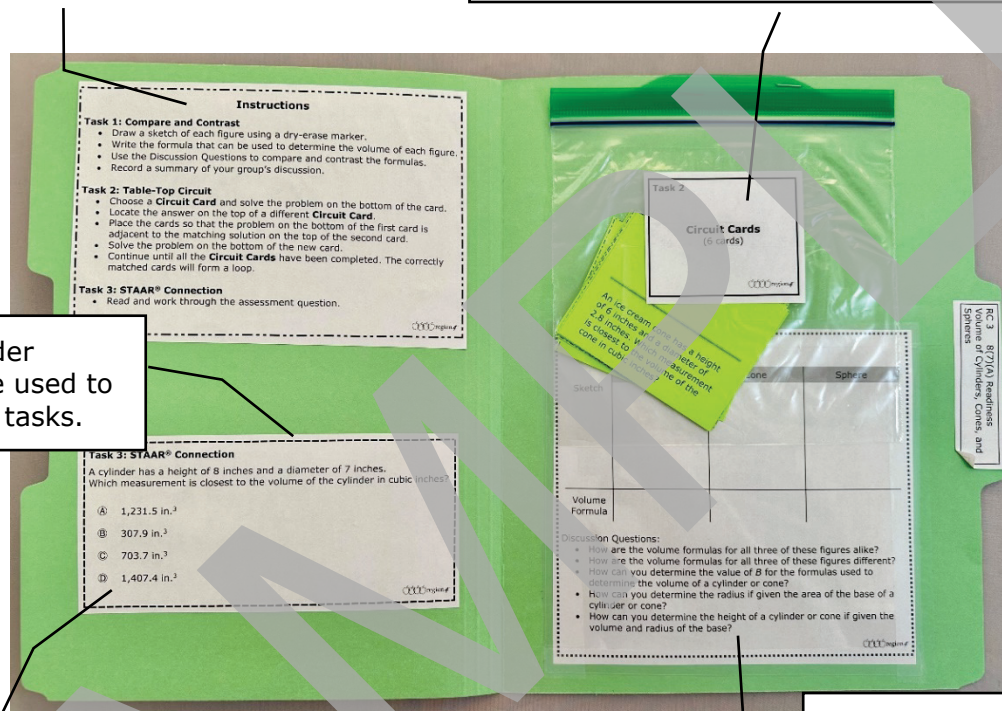 Instructions
Task 1: Compare and Contrast
• Draw a sketch of each figure using a dry-erase marker.
• Write the formula that can be used to determine the volume of each figure.
• Use the Discussion Questions to compare and contrast the formulas.
• Record a summary of your group's discussion.
Task 2: Table-Top Circuit
• Choose a Circuit Card and solve the problem on the bottom of the card.
• Locate the answer on the top of a different Circuit Card.
• Place the cards so that the problem on the bottom of the first card is
adjacent to the matching solution on the top of the second card.
• Solve the problem on the bottom of the new card.
• Continue until all the Circuit Cards have been completed. The correctly
matched cards will form a loop.
Task 3: STAAR® Connection
• Read and work through the assessment question.
region 4
used to
tasks.
Task 3: STAAR® Connection
A cylinder has a height of 8 inches and a diameter of 7 inches.
Which measurement is closest to the volume of the cylinder in cubic inches?
Ⓐ 1,231.5 in.³
Ⓑ 307.9 in.³
Ⓒ 703.7 in.³
Ⓓ 1,407.4 in.³
region 4
Task 2
Circuit Cards
(6 cards)
region 4
An ice cream cone has a height
of 6 inches and a diameter of
2.8 inches. Which measurement
is closest to the volume of the
cone in cubic inches?
Cone Sphere
Sketch
Volume
Formula
Discussion Questions:
• How are the volume formulas for all three of these figures alike?
• How are the volume formulas for all three of these figures different?
• How can you determine the value of B for the formulas used to
determine the volume of a cylinder or cone?
• How can you determine the radius if given the area of the base of a
cylinder or cone?
• How can you determine the height of a cylinder or cone if given the
volume and radius of the base?
region 4
RC 3 8(7)(A) Readiness
Volume of Cylinders, Cones, and
Spheres